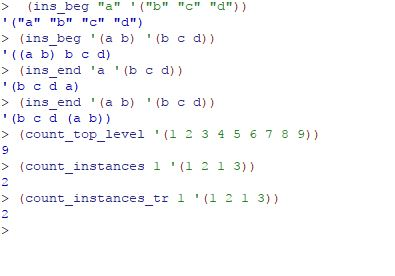 >  (ins_beg "a" '("b" "c" "d"))
'("a" "b" "c" "d")
> (ins_beg '(a b) '(b c d))
'((a b) b c d)
> (ins_end 'a '(b c d))
'(b c d a)
> (ins_end '(a b) '(b c d))
'(b c d (a b))
> (count_top_level '(1 2 3 4 5 6 7 8 9))
9
> (count_instances 1 '(1 2 1 3))
2
> (count_instances_tr 1 '(1 2 1 3))
2
>